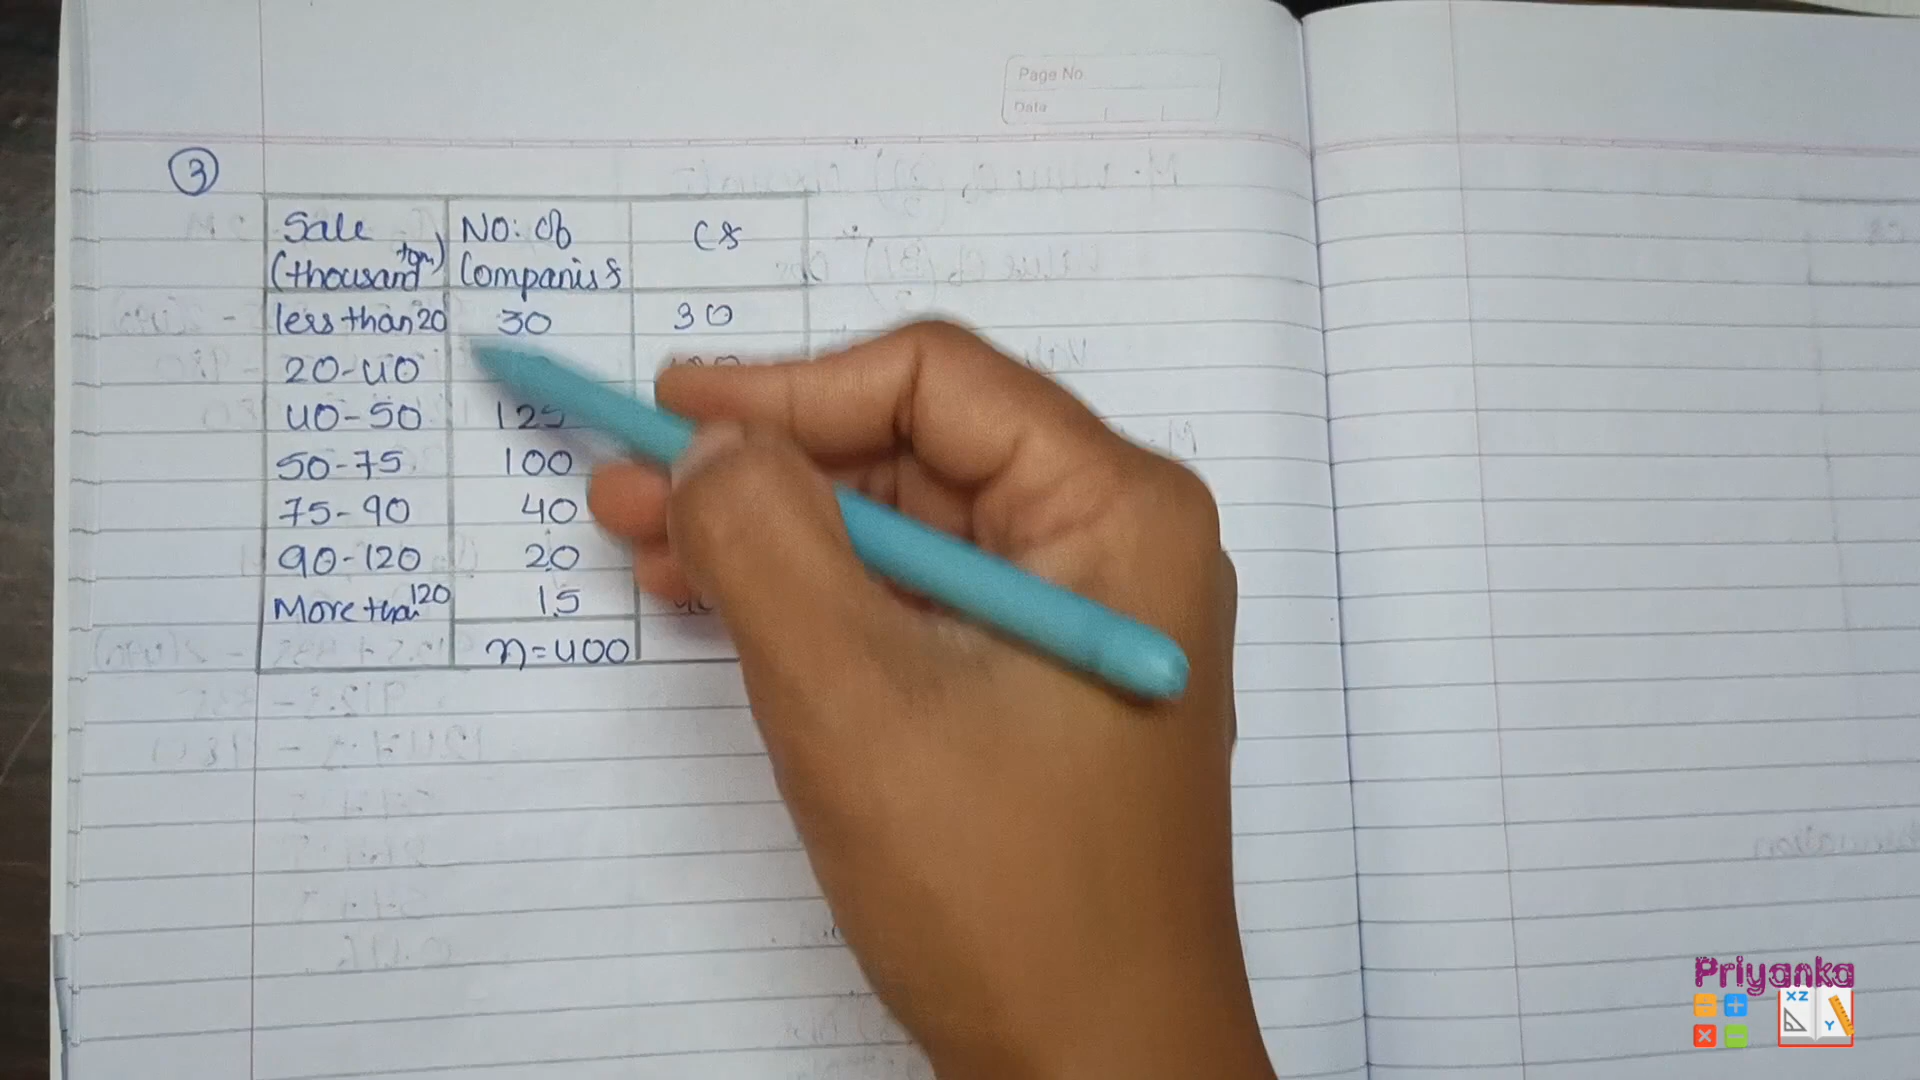 Page No.
Date
3
Sale (thousand ton) No: of Companies Cf
less than 20 30 30
20-40
40-50 125
50-75 100
75-90 40
90-120 20
More than 120 15
n=400
Priyanka